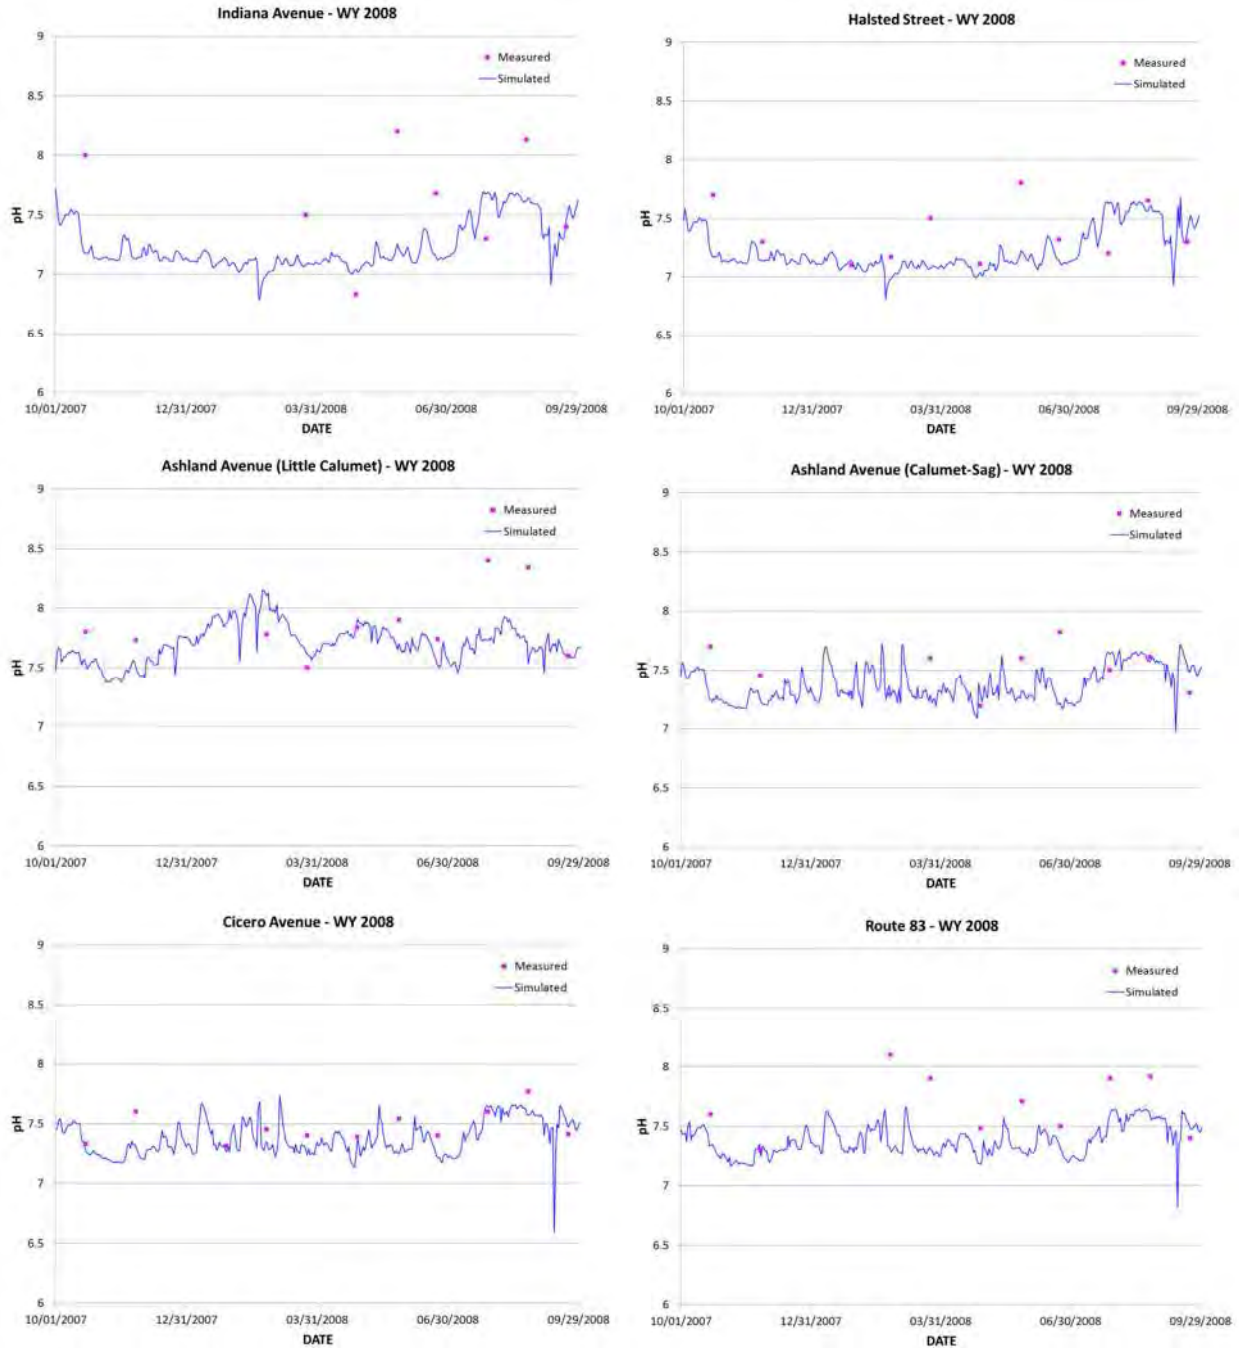 Indiana Avenue - WY 2008
9
8.5
8
7.5
7
6.5
6
pH
Measured
Simulated
10/01/2007 12/31/2007 03/31/2008 06/30/2008 09/29/2008
DATE
Halsted Street - WY 2008
9
8.5
8
7.5
7
6.5
6
pH
Measured
Simulated
10/01/2007 12/31/2007 03/31/2008 06/30/2008 09/29/2008
DATE
Ashland Avenue (Little Calumet) - WY 2008
9
8.5
8
7.5
7
6.5
6
pH
Measured
Simulated
10/01/2007 12/31/2007 03/31/2008 06/30/2008 09/29/2008
DATE
Ashland Avenue (Calumet-Sag) - WY 2008
9
8.5
8
7.5
7
6.5
6
pH
Measured
Simulated
10/01/2007 12/31/2007 03/31/2008 06/30/2008 09/29/2008
DATE
Cicero Avenue - WY 2008
9
8.5
8
7.5
7
6.5
6
pH
Measured
Simulated
10/01/2007 12/31/2007 03/31/2008 06/30/2008 09/29/2008
DATE
Route 83 - WY 2008
9
8.5
8
7.5
7
6.5
6
pH
Measured
Simulated
10/01/2007 12/31/2007 03/31/2008 06/30/2008 09/29/2008
DATE